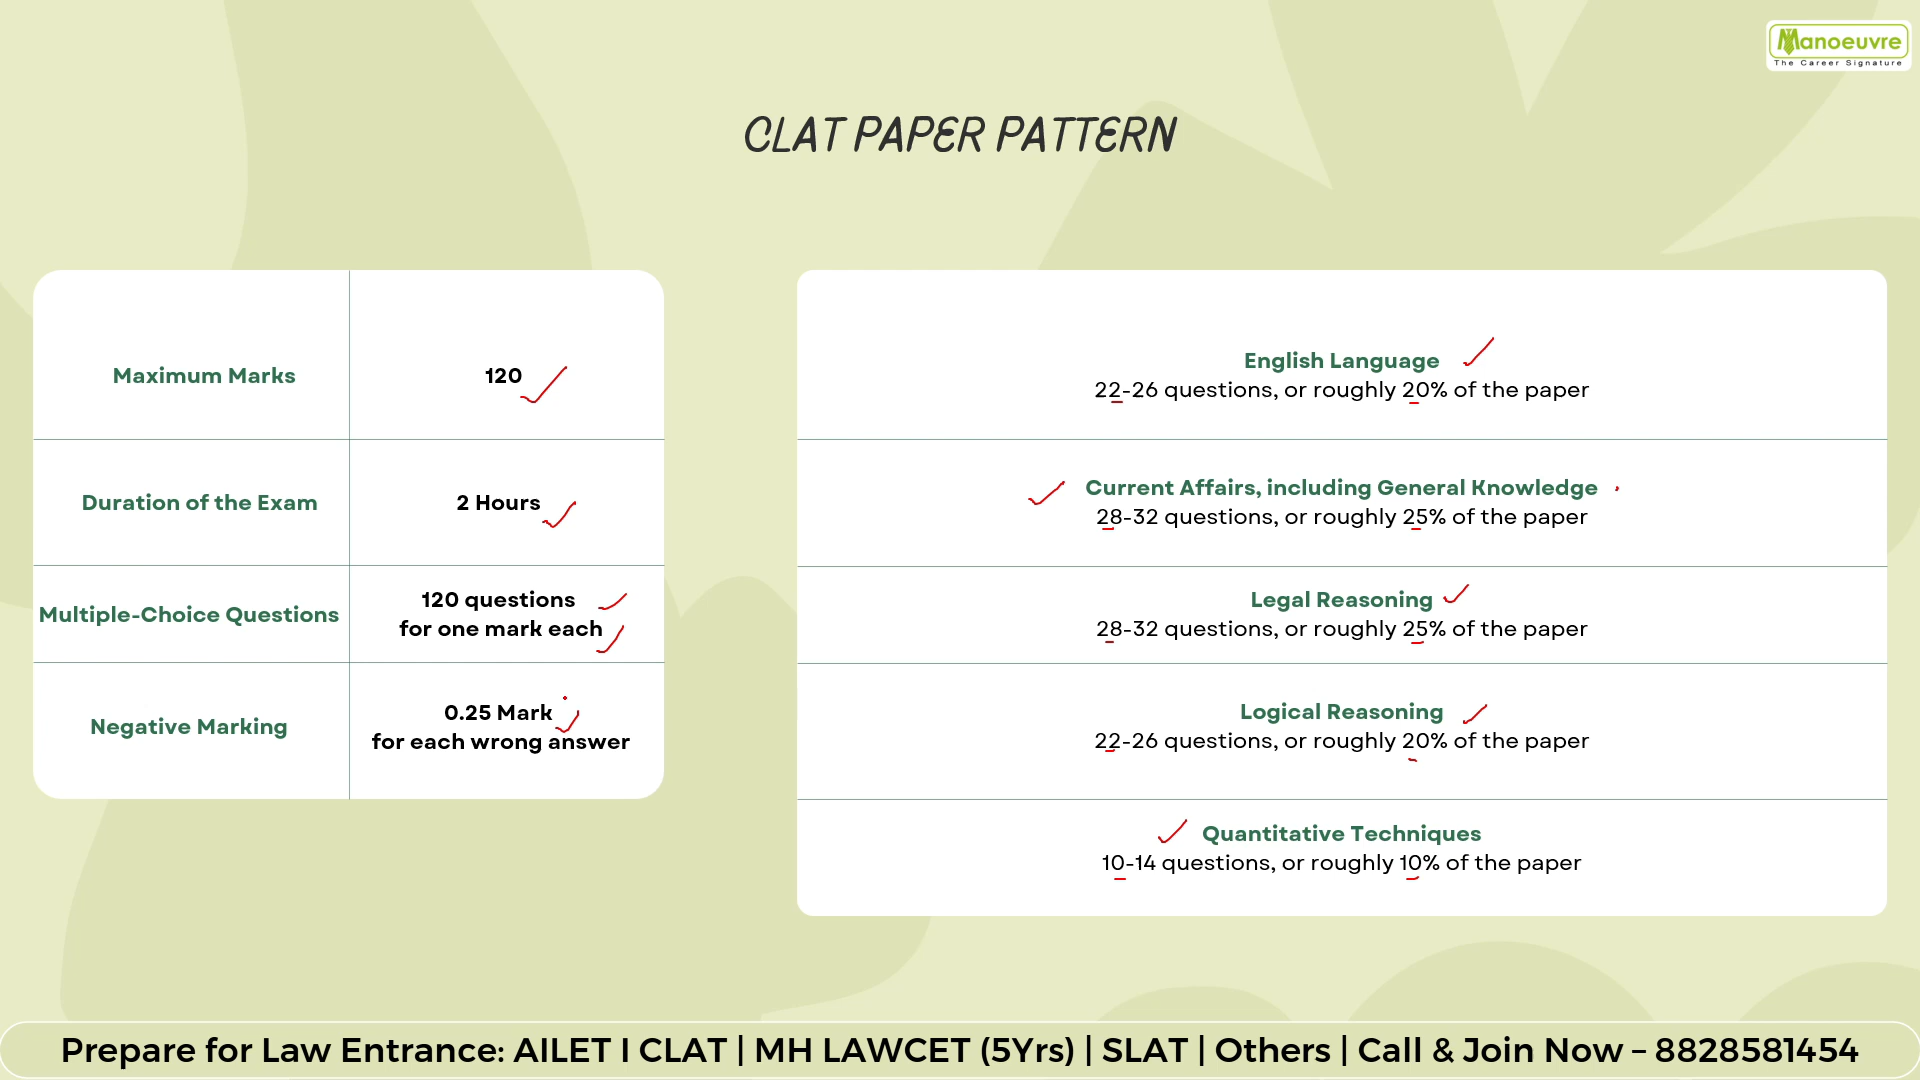 Manoeuvre
The Career Signature
CLAT PAPER PATTERN
Maximum Marks
120
Duration of the Exam
2 Hours
Multiple-Choice Questions
120 questions
for one mark each
Negative Marking
0.25 Mark
for each wrong answer
English Language
22-26 questions, or roughly 20% of the paper
Current Affairs, including General Knowledge
28-32 questions, or roughly 25% of the paper
Legal Reasoning
28-32 questions, or roughly 25% of the paper
Logical Reasoning
22-26 questions, or roughly 20% of the paper
Quantitative Techniques
10-14 questions, or roughly 10% of the paper
Prepare for Law Entrance: AILET I CLAT | MH LAWCET (5Yrs) | SLAT | Others | Call & Join Now – 8828581454